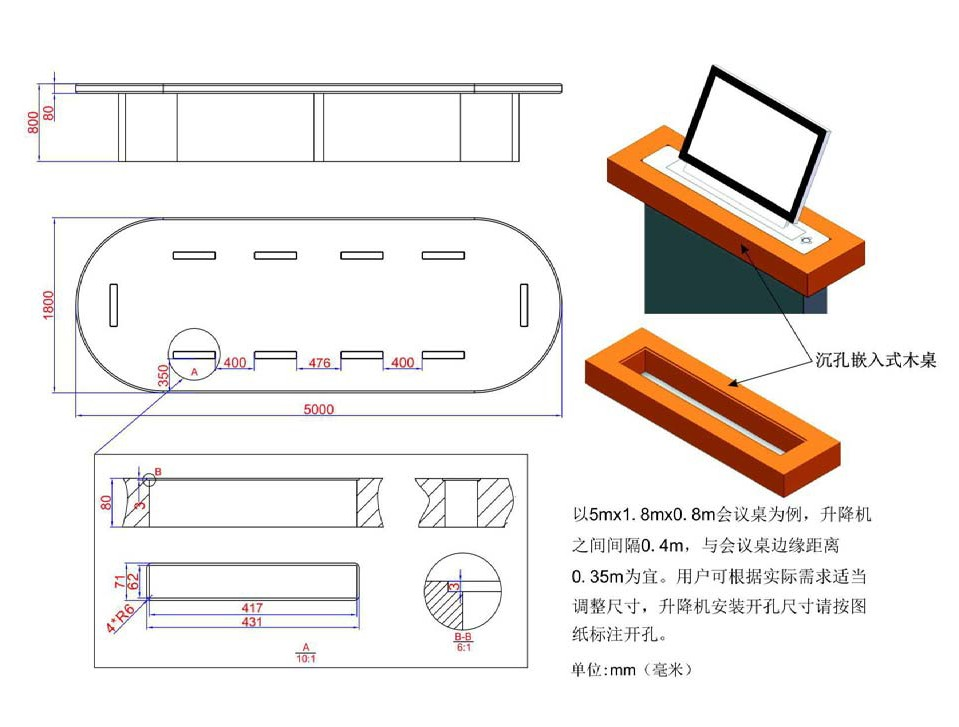 800
80
1800
350
400
476
400
A
5000
沉孔嵌入式木桌
B
80
3
71
62
4*R6
417
431
A
10:1
3
B-B
6:1
以5mx1.8mx0.8m会议桌为例，升降机
之间间隔0.4m，与会议桌边缘距离
0.35m为宜。用户可根据实际需求适当
调整尺寸，升降机安装开孔尺寸请按图
纸标注开孔。
单位:mm（毫米）